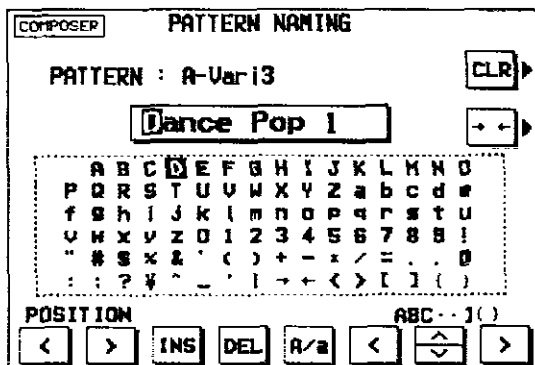 COMPOSER PATTERN NAMING
PATTERN : A-Vari3
CLR
Dance Pop 1
→ ←
A B C D E F G H I J K L M N O
P Q R S T U V W X Y Z a b c d e
f g h i j k l m n o p q r s t u
v w x y z 0 1 2 3 4 5 6 7 8 9 !
" # $ % & ' ( ) + - * / = , . @
: ; ? ¥ ^ _ ` | → ← < > [ ] { }
POSITION ABC··](）
< > INS DEL A/a < >